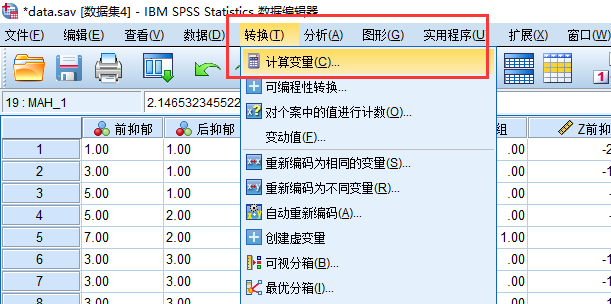 *data.sav [数据集4] - IBM SPSS Statistics 数据编辑器
文件(F) 编辑(E) 查看(V) 数据(D) 转换(T) 分析(A) 图形(G) 实用程序(U 扩展(X) 窗口(W)
计算变量(C)...
可编程性转换...
1
19 : MAH_1 2.146532345522
对个案中的值进行计数(O)...
前抑郁 后抑郁 组 Z前抑
变动值(F)...
1 1.00 1.00 .00 -2
重新编码为相同的变量(S)...
2 3.00 1.00 .00 -1
重新编码为不同变量(R)...
3 5.00 1.00 .00 -1
自动重新编码(A)...
4 5.00 2.00 .00 -1
创建虚变量
5 7.00 2.00 1.00
可视分箱(B)...
6 3.00 3.00 .00 -1
最优分箱(I)...
7 3.00 3.00 .00 -1
8 3.00 3.00 .00 -1